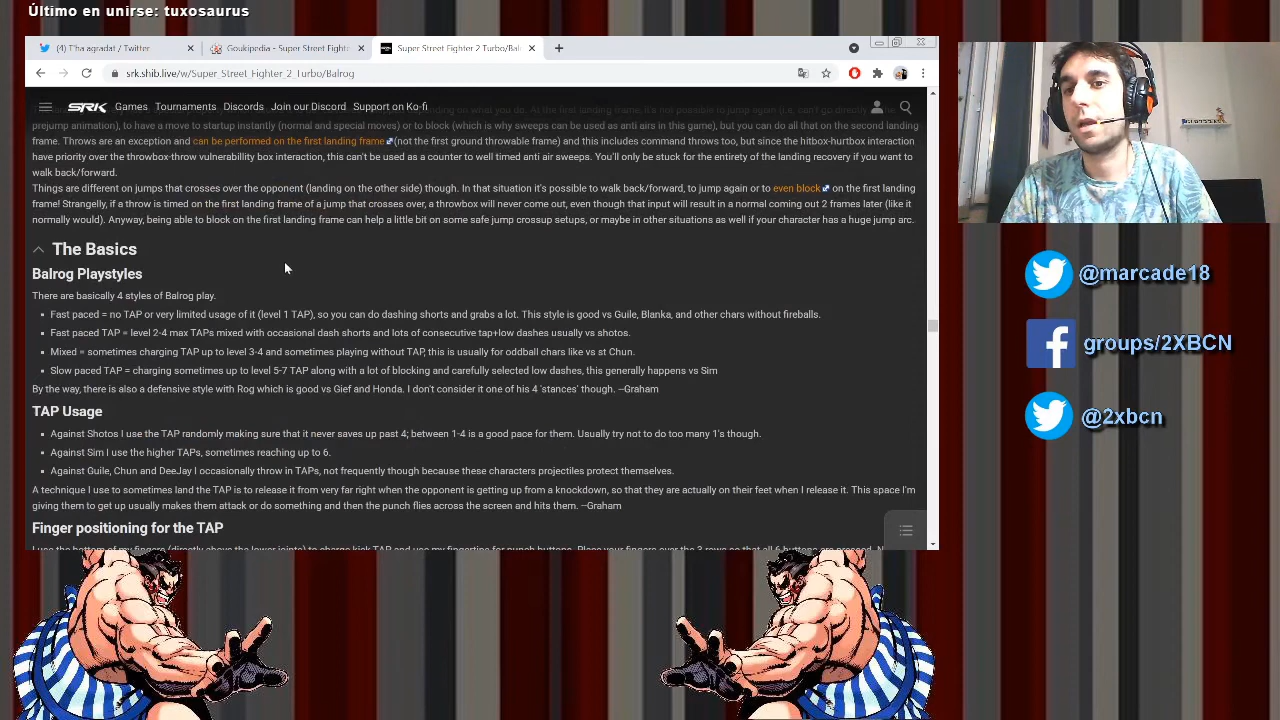 Último en unirse: tuxosaurus
(4) T'ha agradat / Twitter
Goukipedia - Super Street Fight
Super Street Fighter 2 Turbo/Bal
srk.shib.live/w/Super_Street_Fighter_2_Turbo/Balrog
SRK Games Tournaments Discords Join our Discord Support on Ko-fi
prejump animation), to have a move to startup instantly (normal and special moves) or to block (which is why sweeps can be used as anti airs in this game), but you can do all that on the second landing
frame. Throws are an exception and can be performed on the first landing frame (not the first ground throwable frame) and this includes command throws too, but since the hitbox-hurtbox interaction
have priority over the throwbox-throw vulnerability box interaction, this can't be used as a counter to well timed anti air sweeps. You'll only be stuck for the entirety of the landing recovery if you want to
walk back/forward.
Things are different on jumps that crosses over the opponent (landing on the other side) though. In that situation it's possible to walk back/forward, to jump again or to even block on the first landing
frame! Strangelly, if a throw is timed on the first landing frame of a jump that crosses over, a throwbox will never come out, even though that input will result in a normal coming out 2 frames later (like it
normally would). Anyway, being able to block on the first landing frame can help a little bit on some safe jump crossup setups, or maybe in other situations as well if your character has a huge jump arc.
The Basics
Balrog Playstyles
There are basically 4 styles of Balrog play.
Fast paced = no TAP or very limited usage of it (level 1 TAP), so you can do dashing shorts and grabs a lot. This style is good vs Guile, Blanka, and other chars without fireballs.
Fast paced TAP = level 2-4 max TAPs mixed with occasional dash shorts and lots of consecutive tap+low dashes usually vs shotos.
Mixed = sometimes charging TAP up to level 3-4 and sometimes playing without TAP, this is usually for oddball chars like vs st Chun.
Slow paced TAP = charging sometimes up to level 5-7 TAP along with a lot of blocking and carefully selected low dashes, this generally happens vs Sim
By the way, there is also a defensive style with Rog which is good vs Gief and Honda. I don't consider it one of his 4 'stances' though. --Graham
TAP Usage
Against Shotos I use the TAP randomly making sure that it never saves up past 4; between 1-4 is a good pace for them. Usually try not to do too many 1's though.
Against Sim I use the higher TAPs, sometimes reaching up to 6.
Against Guile, Chun and DeeJay I occasionally throw in TAPs, not frequently though because these characters projectiles protect themselves.
A technique I use to sometimes land the TAP is to release it from very far right when the opponent is getting up from a knockdown, so that they are actually on their feet when I release it. This space I'm
giving them to get up usually makes them attack or do something and then the punch flies across the screen and hits them. --Graham
Finger positioning for the TAP
@marcade18
groups/2XBCN
@2xbcn